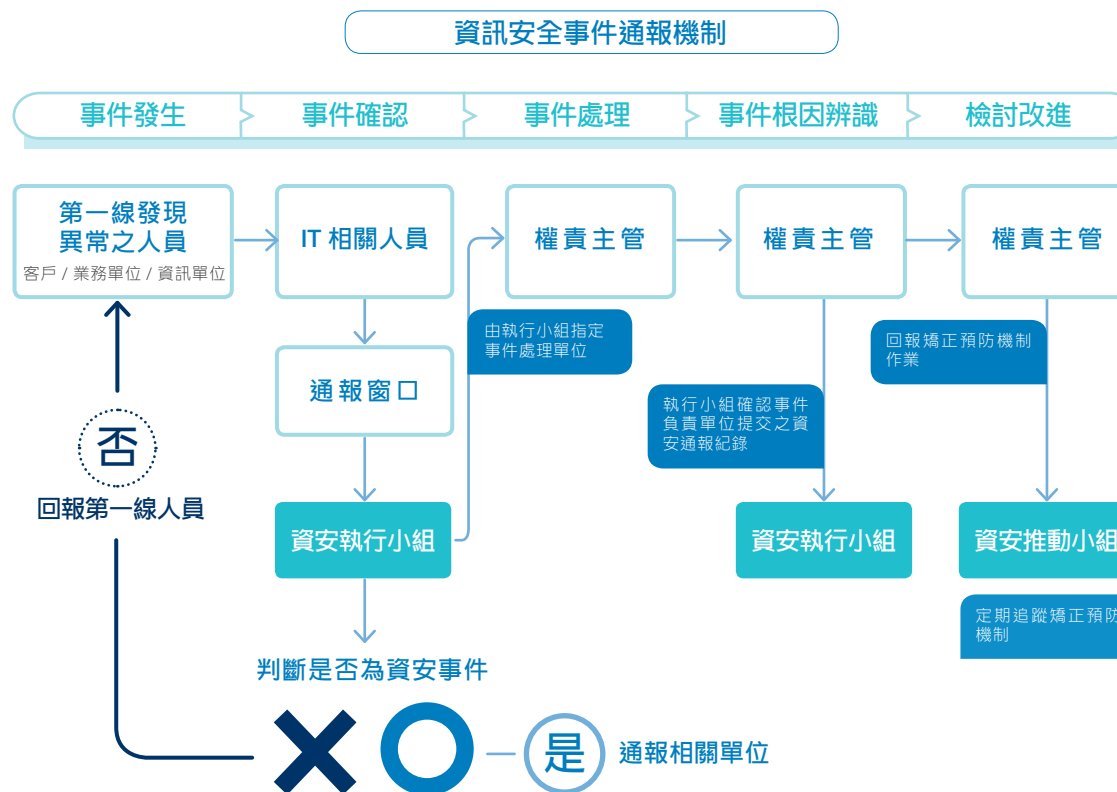 資訊安全事件通報機制
事件發生
事件確認
事件處理
事件根因辨識
檢討改進
第一線發現
異常之人員
客戶 / 業務單位 / 資訊單位
IT 相關人員
權責主管
權責主管
權責主管
由執行小組指定
事件處理單位
回報矯正預防機制
作業
通報窗口
執行小組確認事件
負責單位提交之資
安通報紀錄
否
回報第一線人員
資安執行小組
資安執行小組
資安推動小組
定期追蹤矯正預防
機制
判斷是否為資安事件
是
通報相關單位